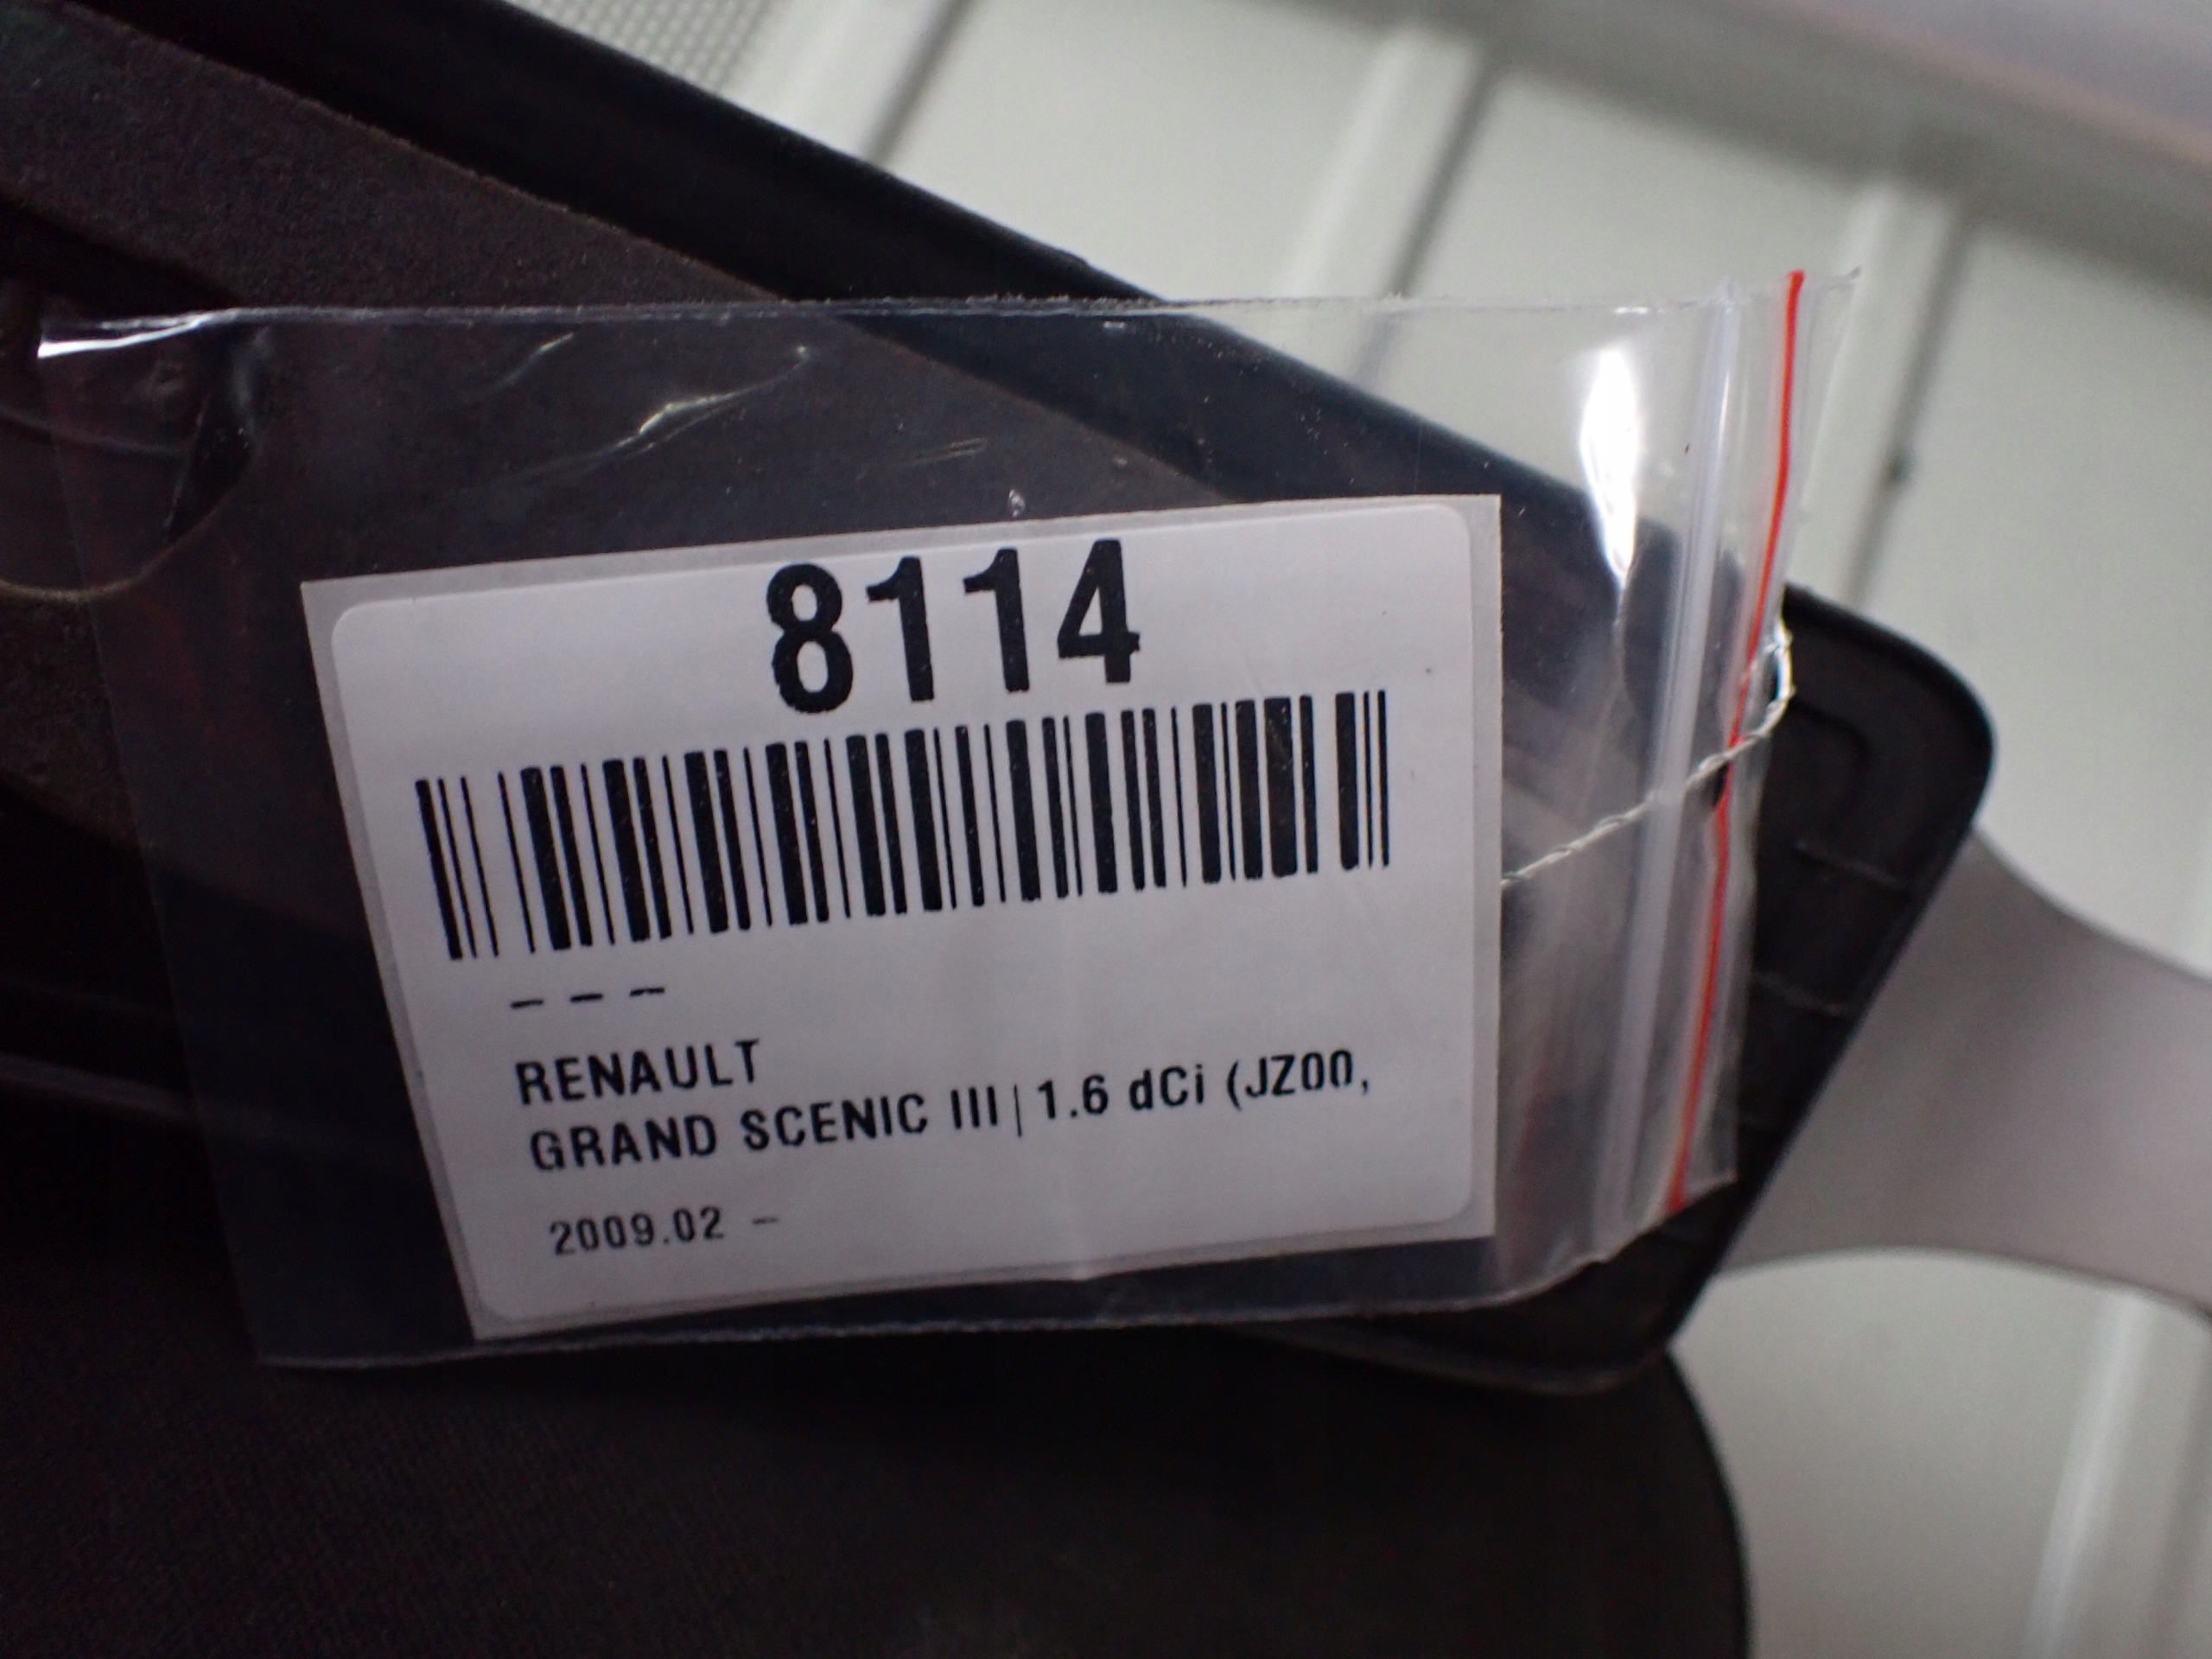 8114
– – –
RENAULT
GRAND SCENIC III | 1.6 dCi (JZ00,
2009.02 –